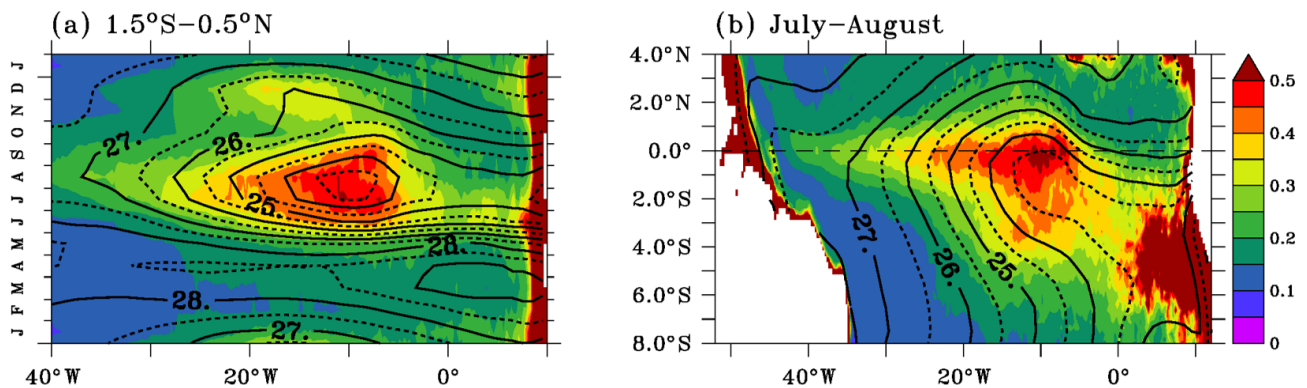 (a) 1.5°S–0.5°N
(b) July–August
J
D
N
O
S
A
J
J
M
A
M
F
J
27.
26.
25.
28.
28.
27.
40°W
20°W
0°
4.0°N
2.0°N
0.0°
2.0°S
4.0°S
6.0°S
8.0°S
27.
26.
25.
40°W
20°W
0°
0.5
0.4
0.3
0.2
0.1
0